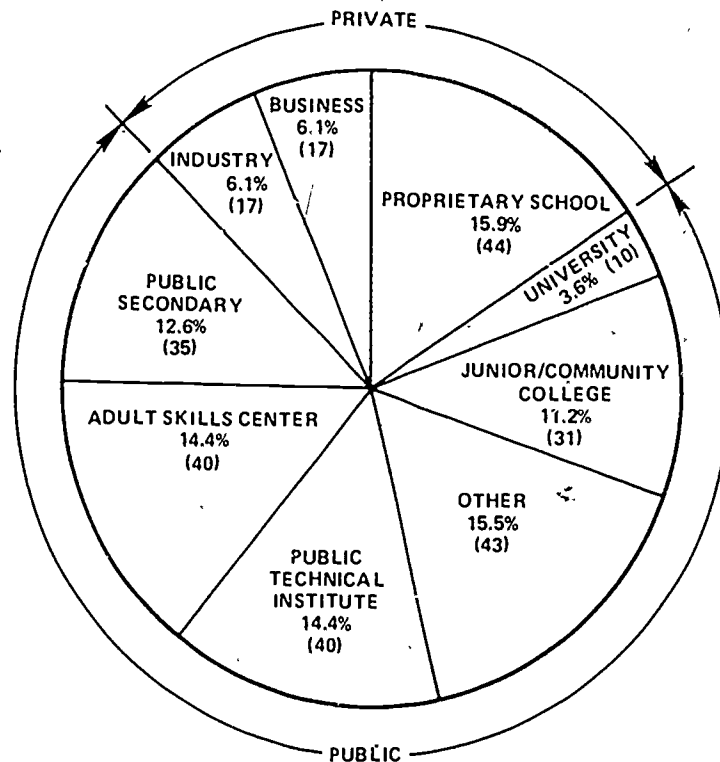 PRIVATE
BUSINESS
6.1%
(17)
INDUSTRY
6.1%
(17)
PROPRIETARY SCHOOL
15.9%
(44)
UNIVERSITY
3.6% (10)
PUBLIC
SECONDARY
12.6%
(35)
JUNIOR/COMMUNITY
COLLEGE
11.2%
(31)
ADULT SKILLS CENTER
14.4%
(40)
OTHER
15.5%
(43)
PUBLIC
TECHNICAL
INSTITUTE
14.4%
(40)
PUBLIC